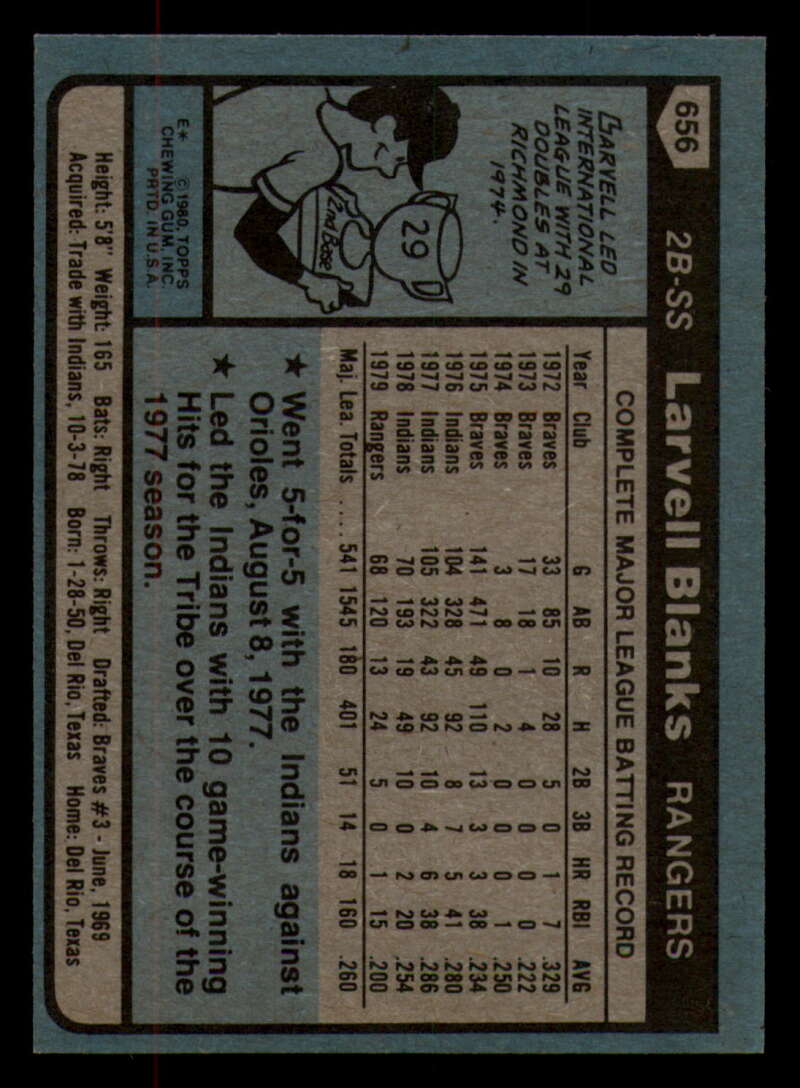 656 2B-SS Larvell Blanks RANGERS
LARVELL LED
INTERNATIONAL
LEAGUE WITH 29
DOUBLES AT
RICHMOND IN
1974.
29
2nd Base
E* © 1980, TOPPS
CHEWING GUM, INC.
PRTD. IN U.S.A.
COMPLETE MAJOR LEAGUE BATTING RECORD
Year Club G AB R H 2B 3B HR RBI AVG
1972 Braves 33 85 10 28 5 0 1 7 .329
1973 Braves 17 18 1 4 0 0 0 0 .222
1974 Braves 3 8 0 2 0 0 0 1 .250
1975 Braves 141 471 49 110 13 3 3 38 .234
1976 Indians 104 328 45 92 8 7 5 41 .280
1977 Indians 105 322 43 92 10 4 6 38 .286
1978 Indians 70 193 19 49 10 0 2 20 .254
1979 Rangers 68 120 13 24 5 0 1 15 .200
Maj. Lea. Totals .... 541 1545 180 401 51 14 18 160 .260
★ Went 5-for-5 with the Indians against
Orioles, August 8, 1977.
★ Led the Indians with 10 game-winning
Hits for the Tribe over the course of the
1977 season.
Height: 5'8" Weight: 165 Bats: Right Throws: Right Drafted: Braves #3 - June, 1969
Acquired: Trade with Indians, 10-3-78 Born: 1-28-50, Del Rio, Texas Home: Del Rio, Texas